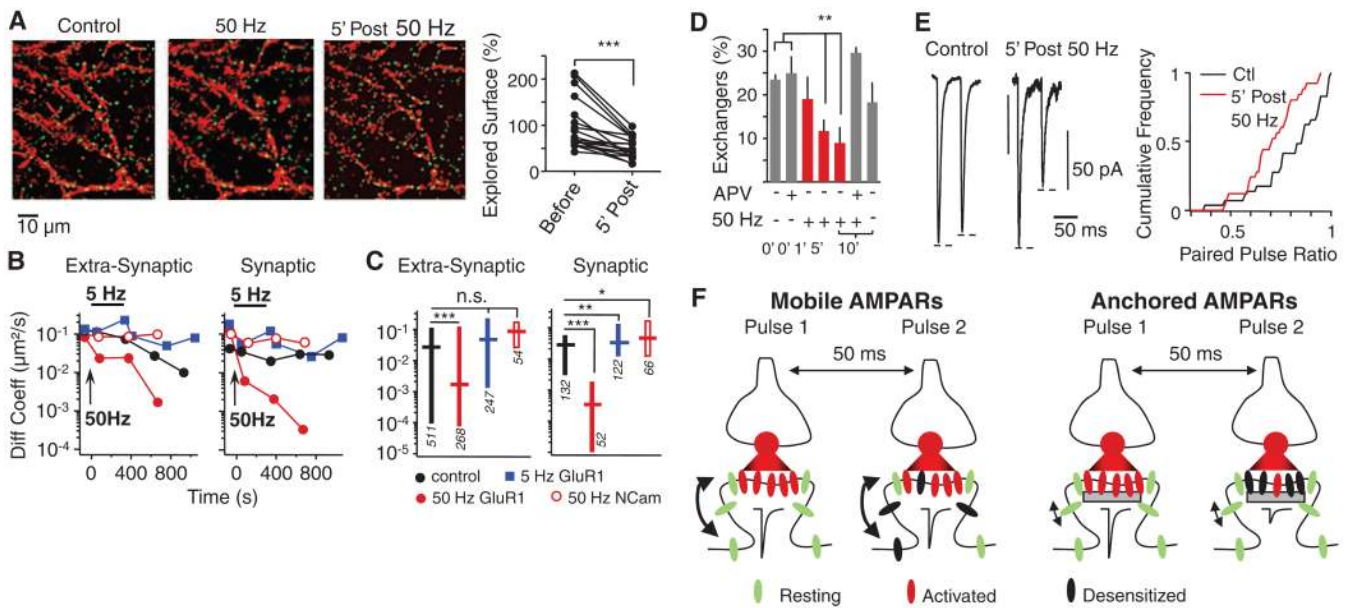 A
Control
50 Hz
5' Post 50 Hz
10 µm
Explored Surface (%)
200
100
0
***
Before
5' Post
B
Extra-Synaptic
Synaptic
5 Hz
5 Hz
Diff Coeff (µm²/s)
10-1
10-2
10-3
10-4
50Hz
50Hz
0 400 800
0 400 800
Time (s)
C
Extra-Synaptic
Synaptic
n.s.
***
*
**
***
10-1
10-2
10-3
10-4
10-5
511
268
247
54
132
52
122
66
control
5 Hz GluR1
50 Hz GluR1
50 Hz NCam
D
**
Exchangers (%)
30
20
10
0
APV - + - - - + -
50 Hz - - + + + + -
0' 0' 1' 5' 10'
E
Control
5' Post 50 Hz
50 pA
50 ms
Cumulative Frequency
1
0.5
0
Ctl
5' Post
50 Hz
0.5
1
Paired Pulse Ratio
F
Mobile AMPARs
Anchored AMPARs
Pulse 1
Pulse 2
Pulse 1
Pulse 2
50 ms
50 ms
Resting
Activated
Desensitized